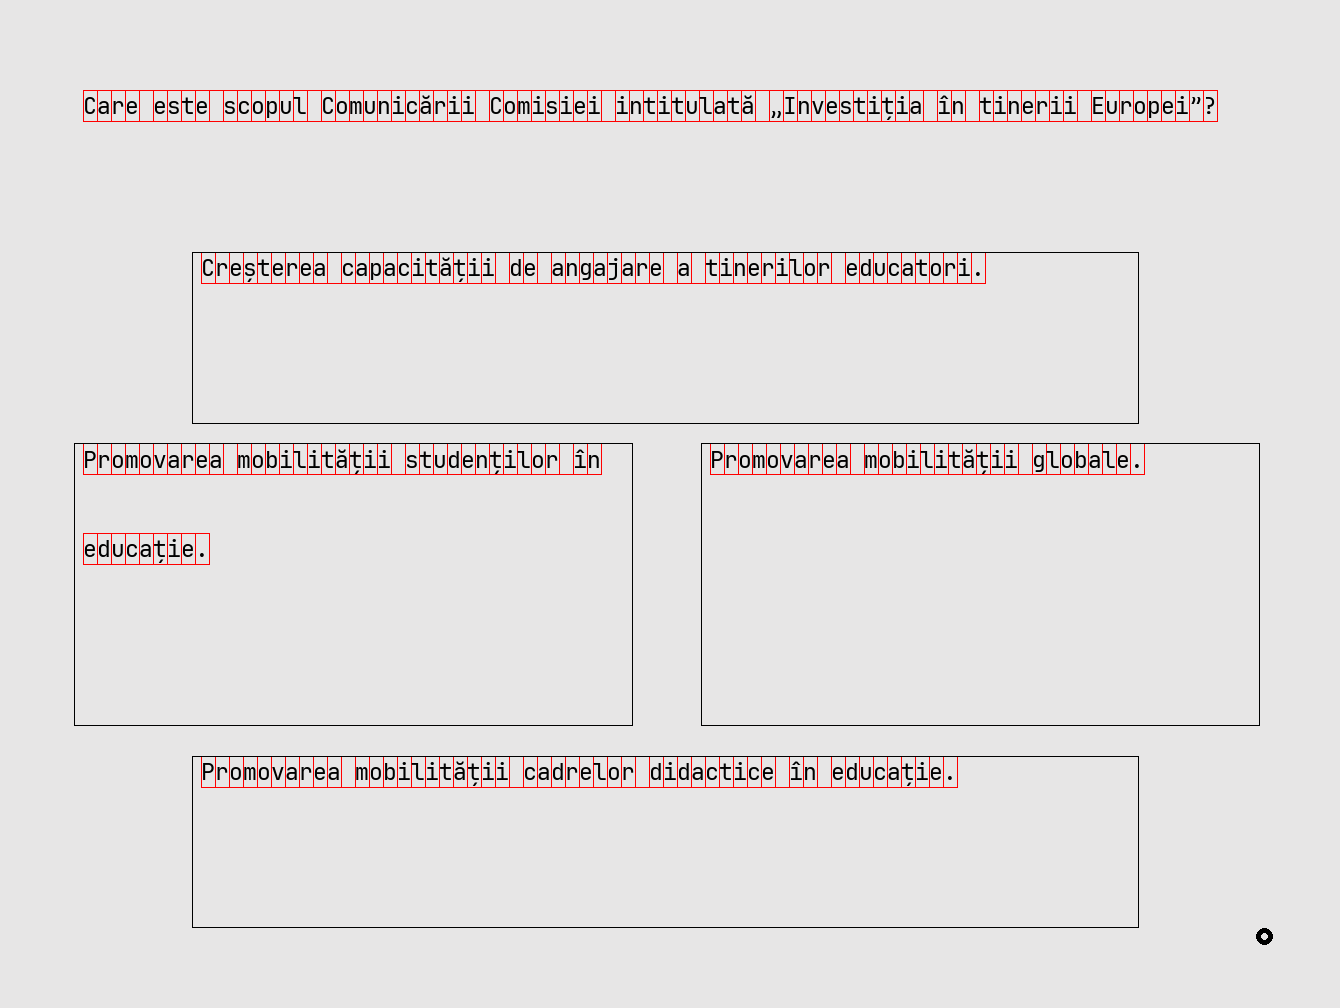 Care este scopul Comunicării Comisiei intitulată „Investiția în tinerii Europei”?
Creșterea capacității de angajare a tinerilor educatori.
Promovarea mobilității studenților în
educație.
Promovarea mobilității globale.
Promovarea mobilității cadrelor didactice în educație.